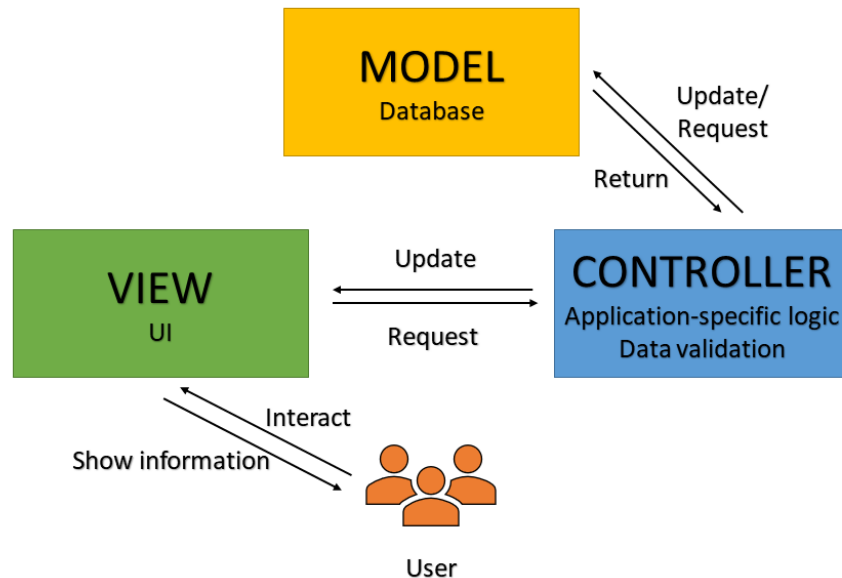 MODEL
Database
Update/
Request
Return
VIEW
UI
Update
Request
CONTROLLER
Application-specific logic
Data validation
Interact
Show information
User